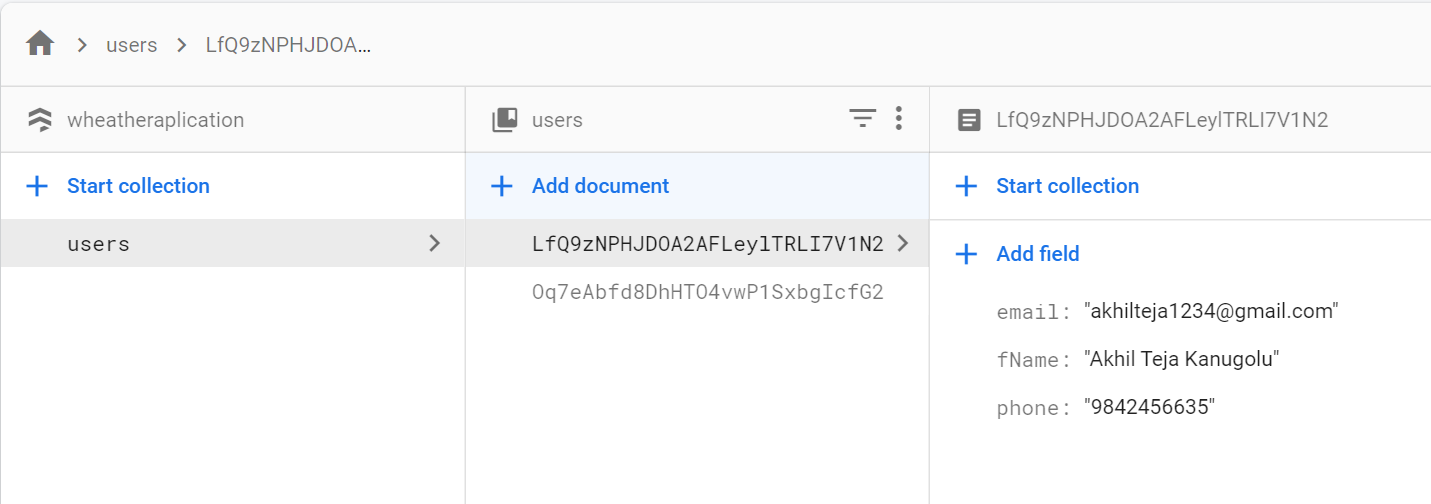 users
LfQ9zNPHJDOA…
wheatheraplication
users
LfQ9zNPHJDOA2AFLeylTRLI7V1N2
Start collection
Add document
Start collection
users
LfQ9zNPHJDOA2AFLeylTRLI7V1N2
Add field
Oq7eAbfd8DhHTO4vwP1SxbgIcfG2
email: "akhilteja1234@gmail.com"
fName: "Akhil Teja Kanugolu"
phone: "9842456635"